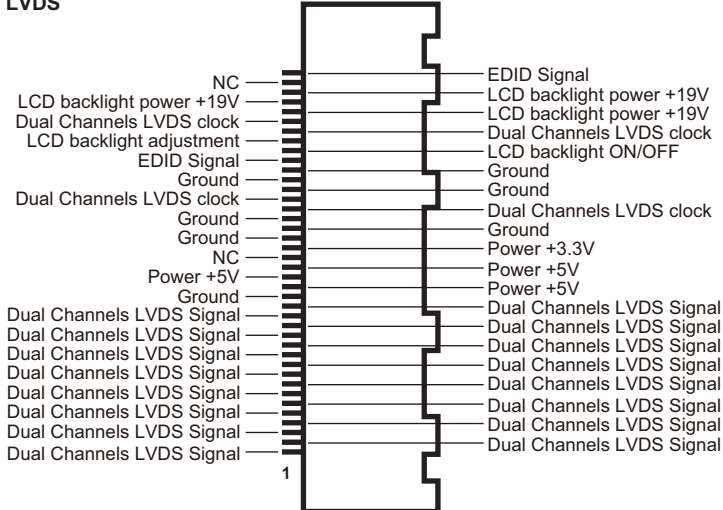 LVDS
NC
LCD backlight power +19V
Dual Channels LVDS clock
LCD backlight adjustment
EDID Signal
Ground
Dual Channels LVDS clock
Ground
Ground
NC
Power +5V
Ground
Dual Channels LVDS Signal
Dual Channels LVDS Signal
Dual Channels LVDS Signal
Dual Channels LVDS Signal
Dual Channels LVDS Signal
Dual Channels LVDS Signal
Dual Channels LVDS Signal
Dual Channels LVDS Signal
1
EDID Signal
LCD backlight power +19V
LCD backlight power +19V
Dual Channels LVDS clock
LCD backlight ON/OFF
Ground
Ground
Dual Channels LVDS clock
Ground
Power +3.3V
Power +5V
Power +5V
Dual Channels LVDS Signal
Dual Channels LVDS Signal
Dual Channels LVDS Signal
Dual Channels LVDS Signal
Dual Channels LVDS Signal
Dual Channels LVDS Signal
Dual Channels LVDS Signal
Dual Channels LVDS Signal